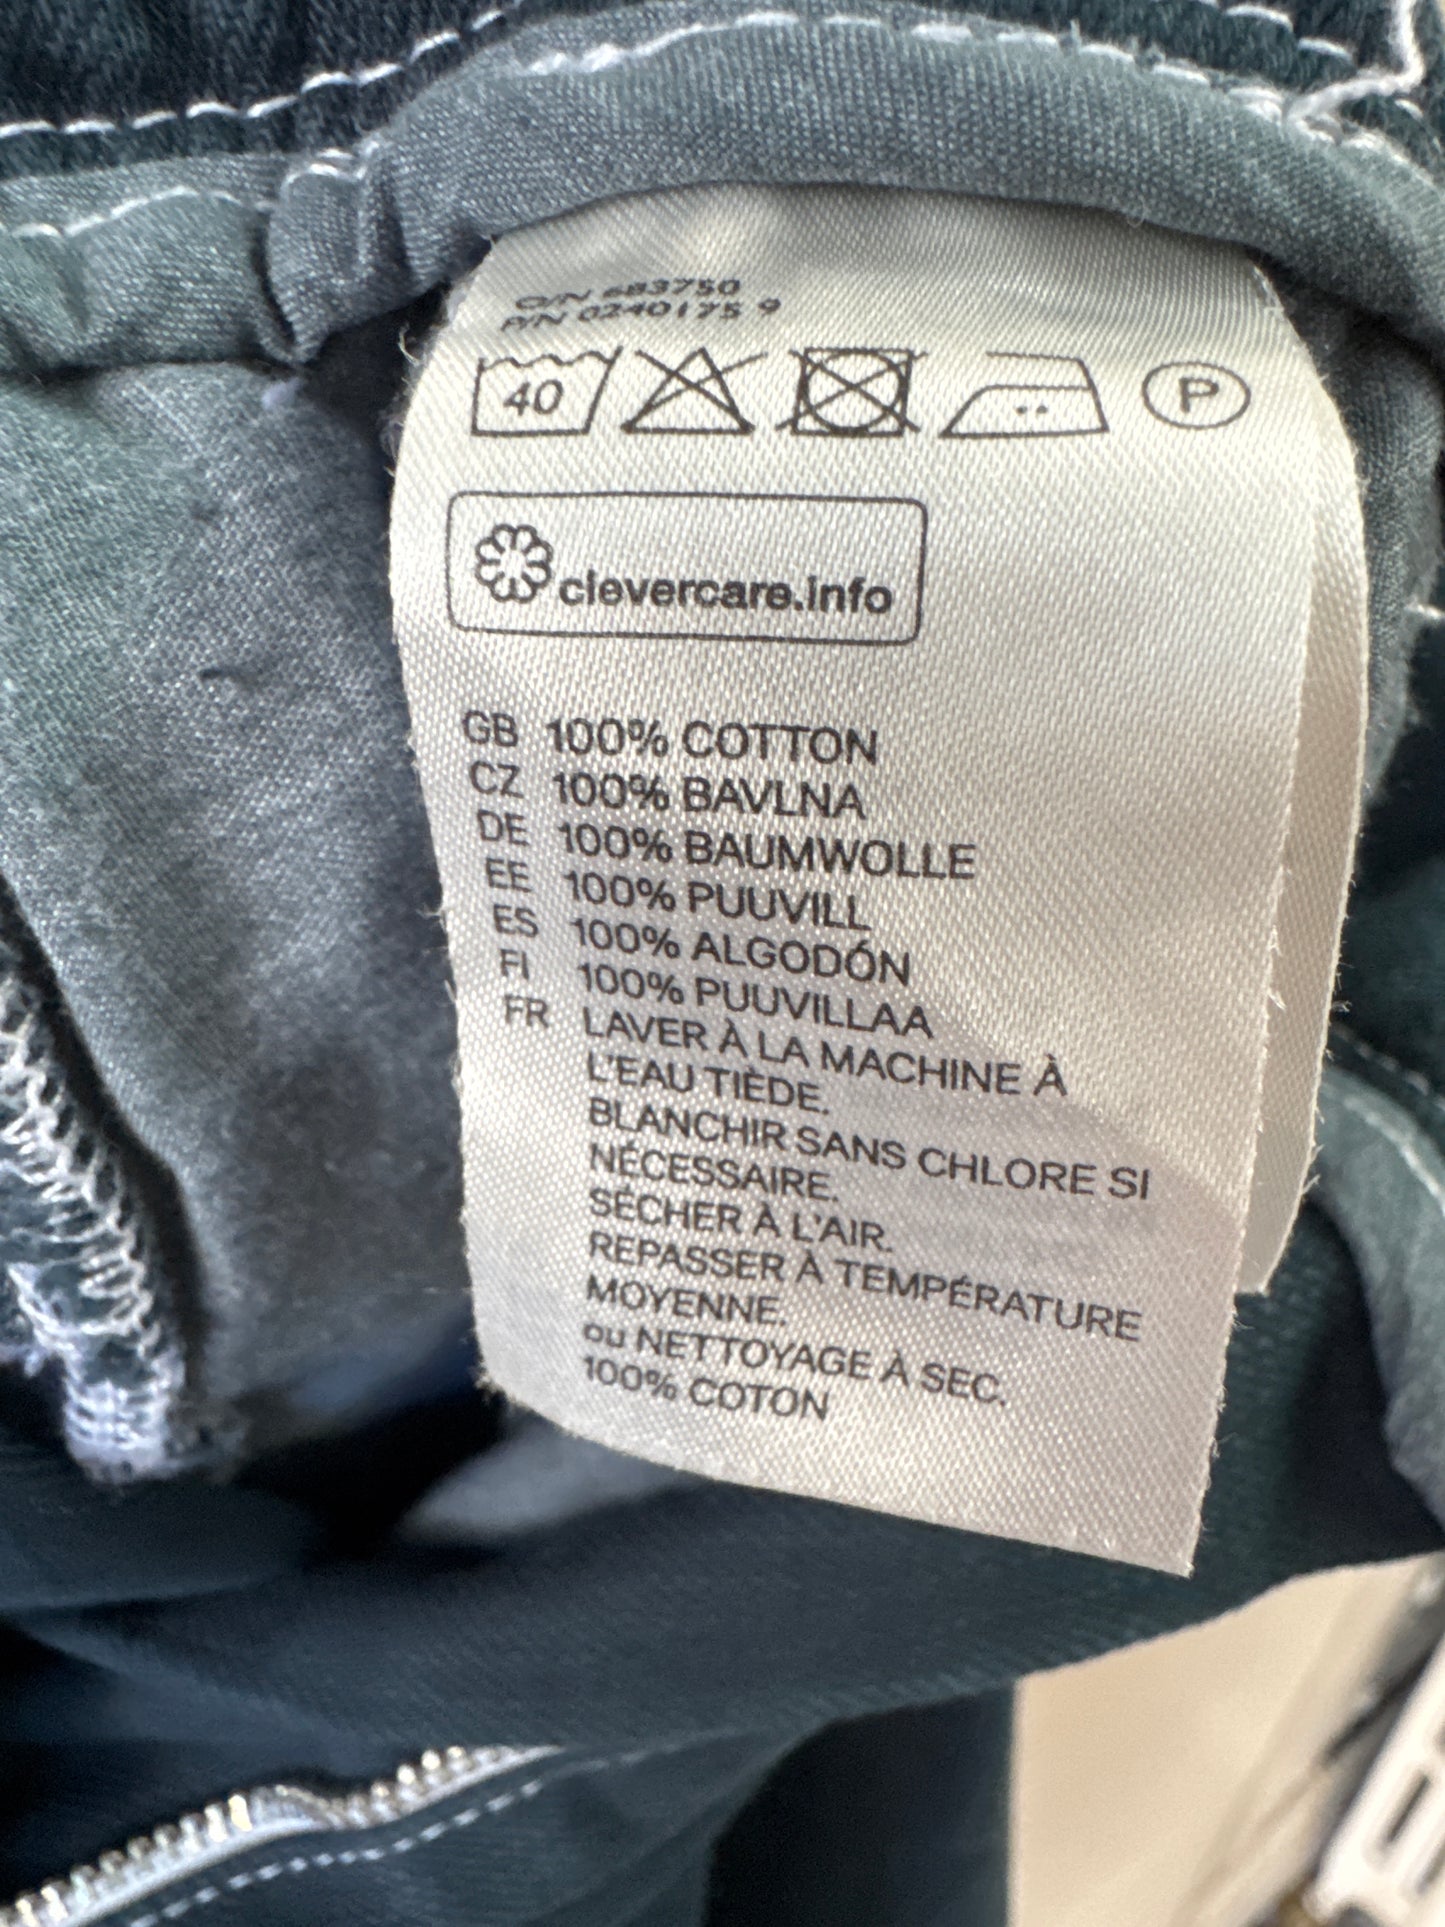 O/N 683750
P/N 0240175 9
40
P
clevercare.info
GB 100% COTTON
CZ 100% BAVLNA
DE 100% BAUMWOLLE
EE 100% PUUVILL
ES 100% ALGODÓN
FI 100% PUUVILLAA
FR LAVER À LA MACHINE À
L'EAU TIÈDE.
BLANCHIR SANS CHLORE SI
NÉCESSAIRE.
SÉCHER À L'AIR.
REPASSER À TEMPÉRATURE
MOYENNE.
ou NETTOYAGE À SEC.
100% COTON